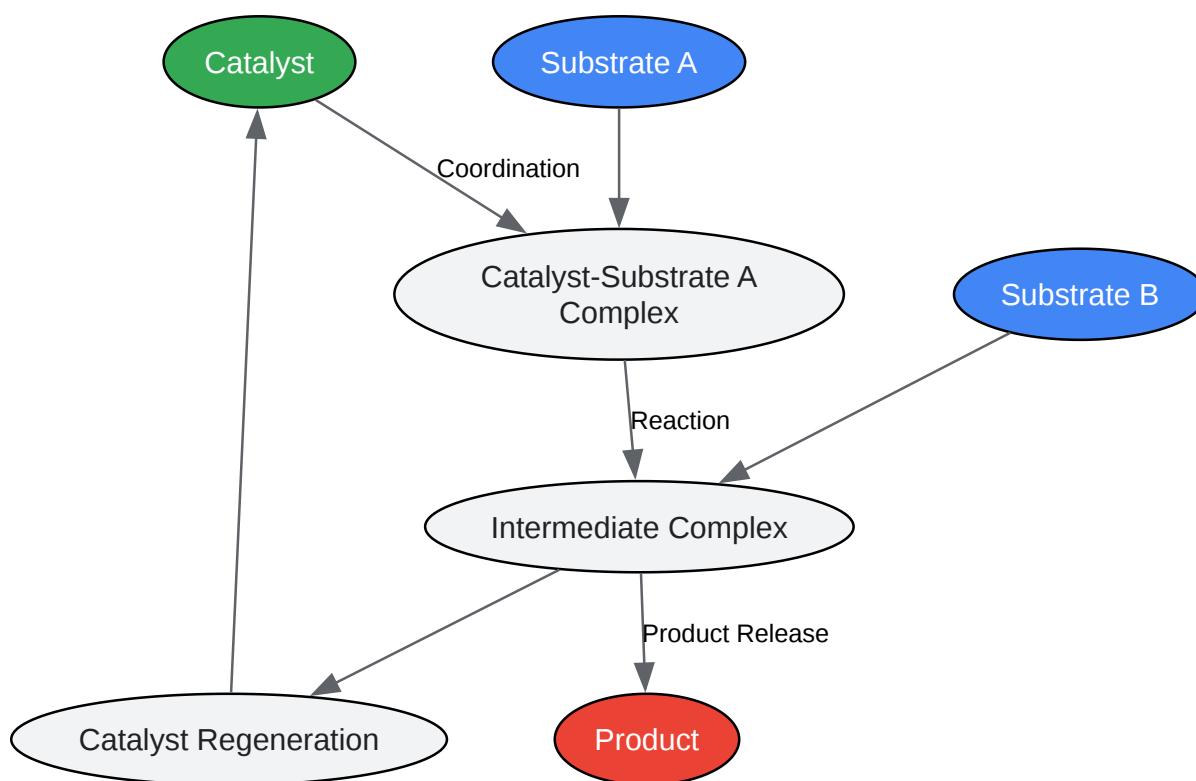 Catalyst
Substrate A
Coordination
Catalyst-Substrate A
Complex
Substrate B
Reaction
Intermediate Complex
Product Release
Catalyst Regeneration
Product